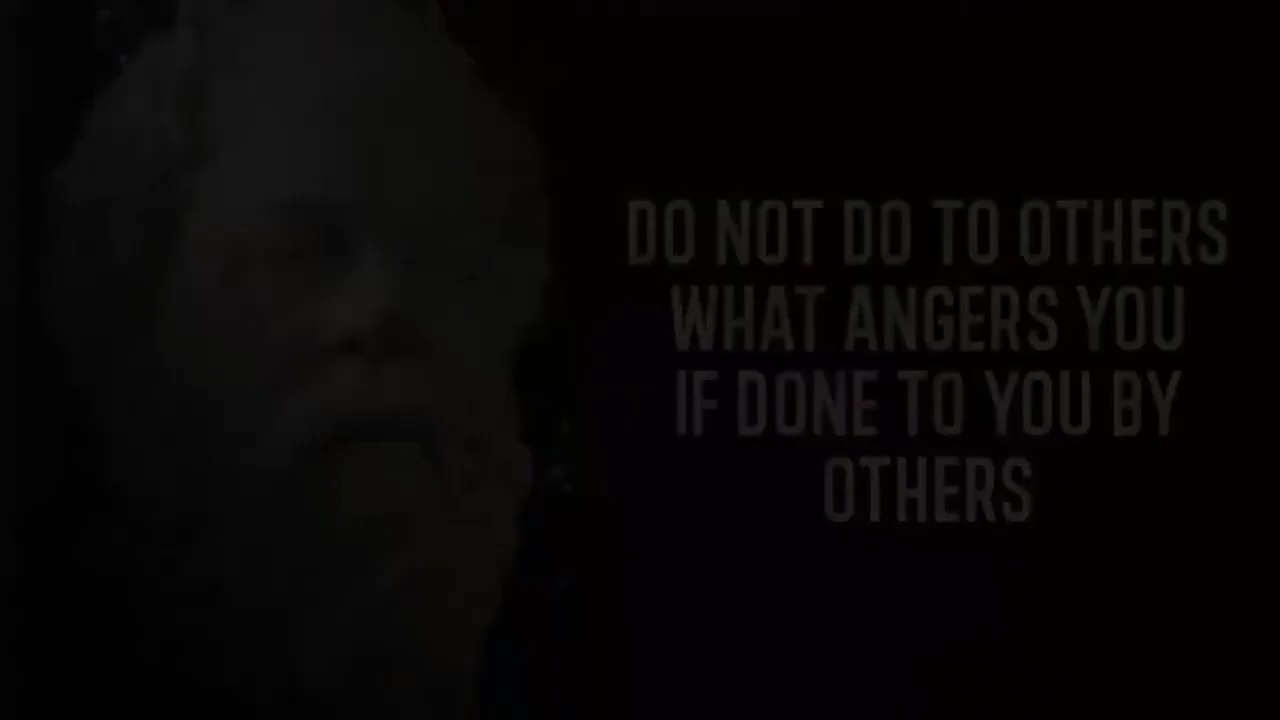 DO NOT DO TO OTHERS
WHAT ANGERS YOU
IF DONE TO YOU BY
OTHERS